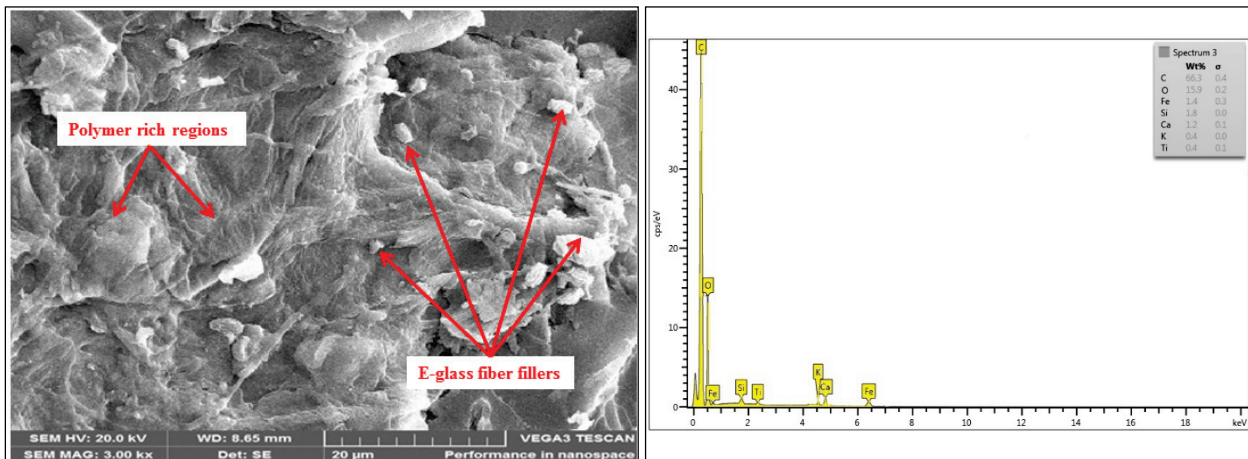 Polymer rich regions
E-glass fiber fillers
SEM HV: 20.0 kV
WD: 8.65 mm
VEGA3 TESCAN
SEM MAG: 3.00 kx
Det: SE
20 µm
Performance in nanospace
Spectrum 3
Wt% σ
C 66.3 0.4
O 15.9 0.2
Fe 1.4 0.3
Si 1.8 0.0
Ca 1.2 0.1
K 0.4 0.0
Ti 0.4 0.1
cps/eV
40
30
20
10
0
C
O
Fe
Si
Ti
K
Ca
Fe
0 2 4 6 8 10 12 14 16 18 keV